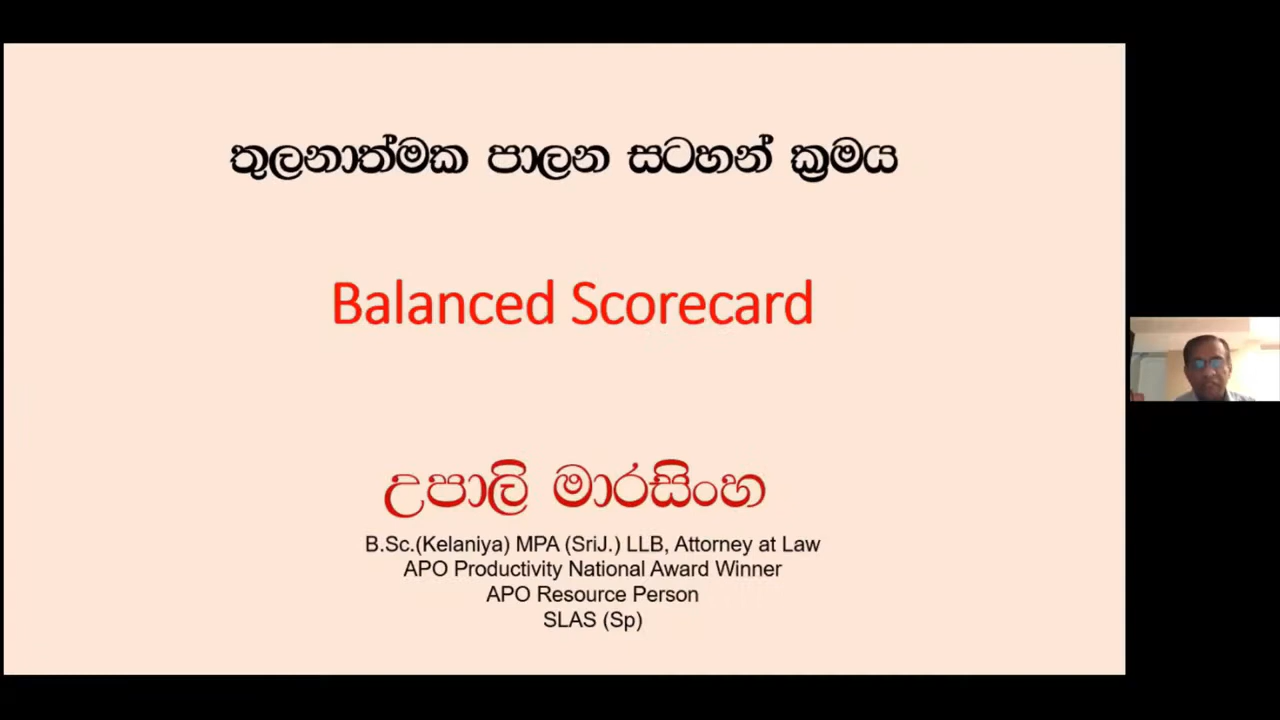 තුලනාත්මක පාලන සටහන් ක්‍රමය
Balanced Scorecard
උපාලි මාරසිංහ
B.Sc.(Kelaniya) MPA (SriJ.) LLB, Attorney at Law
APO Productivity National Award Winner
APO Resource Person
SLAS (Sp)